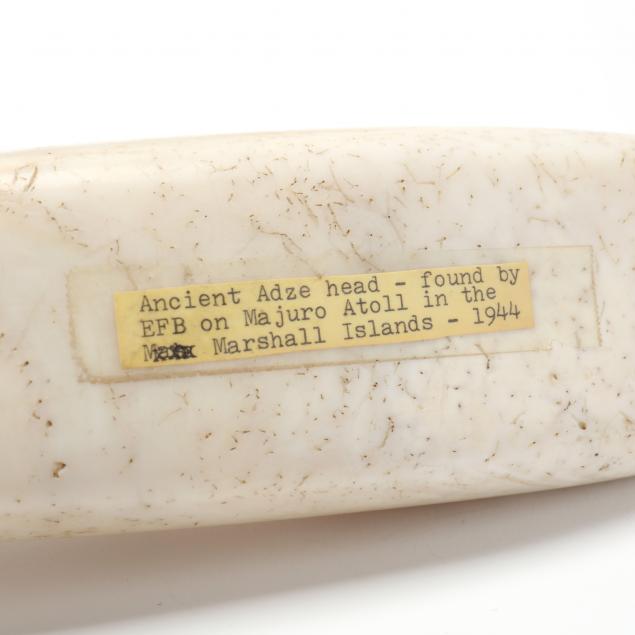 Ancient Adze head - found by
EFB on Majuro Atoll in the
Marshall Islands - 1944